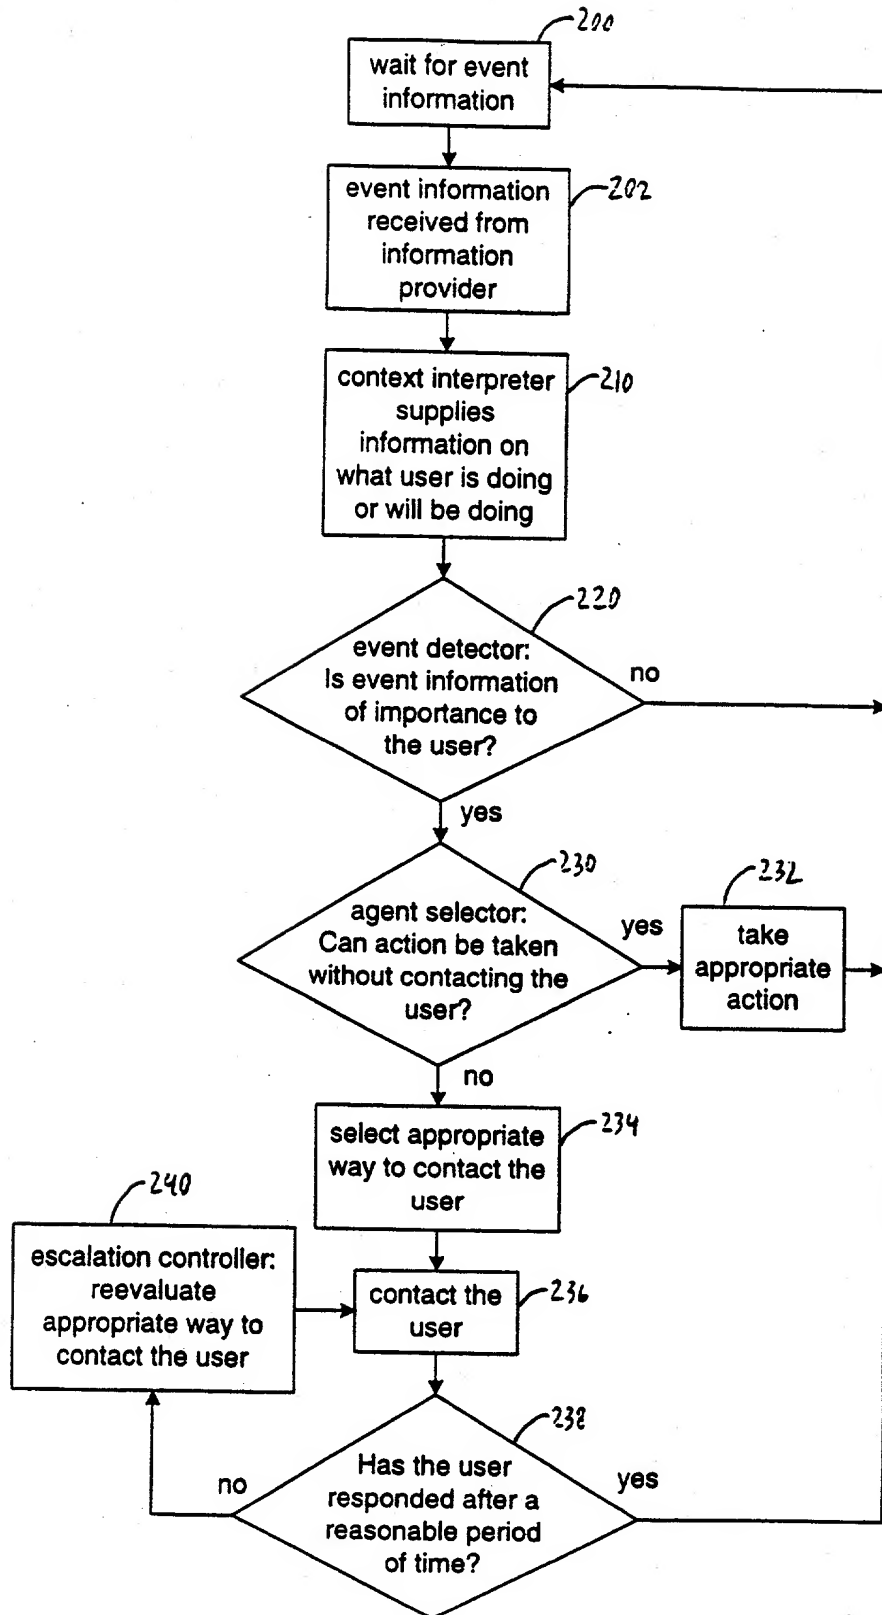 200
wait for event
information
event information
received from
information
provider
202
context interpreter
supplies
information on
what user is doing
or will be doing
210
220
event detector:
Is event information
of importance to
the user?
no
yes
230
agent selector:
Can action be taken
without contacting the
user?
yes
232
take
appropriate
action
no
select appropriate
way to contact the
user
234
240
escalation controller:
reevaluate
appropriate way to
contact the user
contact the
user
236
238
Has the user
responded after a
reasonable period
of time?
no
yes